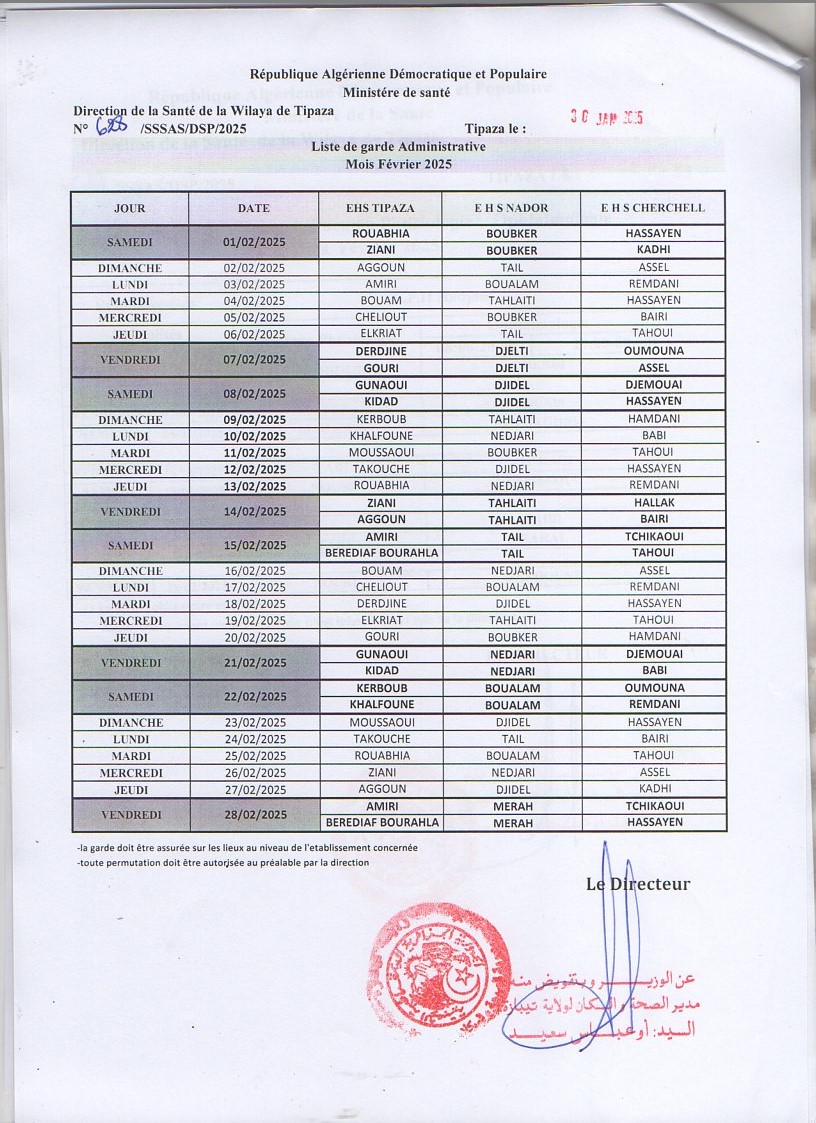 République Algérienne Démocratique et Populaire
Ministére de santé
Direction de la Santé de la Wilaya de Tipaza
N° 628 /SSSAS/DSP/2025 Tipaza le : 30 JAN 2025
Liste de garde Administrative
Mois Février 2025
JOUR DATE EHS TIPAZA E H S NADOR E H S CHERCHELL
SAMEDI 01/02/2025 ROUABHIA BOUBKER HASSAYEN
ZIANI BOUBKER KADHI
DIMANCHE 02/02/2025 AGGOUN TAIL ASSEL
LUNDI 03/02/2025 AMIRI BOUALAM REMDANI
MARDI 04/02/2025 BOUAM TAHLAITI HASSAYEN
MERCREDI 05/02/2025 CHELIOUT BOUBKER BAIRI
JEUDI 06/02/2025 ELKRIAT TAIL TAHOUI
VENDREDI 07/02/2025 DERDJINE DJELTI OUMOUNA
GOURI DJELTI ASSEL
SAMEDI 08/02/2025 GUNAOUI DJIDEL DJEMOUAI
KIDAD DJIDEL HASSAYEN
DIMANCHE 09/02/2025 KERBOUB TAHLAITI HAMDANI
LUNDI 10/02/2025 KHALFOUNE NEDJARI BABI
MARDI 11/02/2025 MOUSSAOUI BOUBKER TAHOUI
MERCREDI 12/02/2025 TAKOUCHE DJIDEL HASSAYEN
JEUDI 13/02/2025 ROUABHIA NEDJARI REMDANI
VENDREDI 14/02/2025 ZIANI TAHLAITI HALLAK
AGGOUN TAHLAITI BAIRI
SAMEDI 15/02/2025 AMIRI TAIL TCHIKAOUI
BEREDIAF BOURAHLA TAIL TAHOUI
DIMANCHE 16/02/2025 BOUAM NEDJARI ASSEL
LUNDI 17/02/2025 CHELIOUT BOUALAM REMDANI
MARDI 18/02/2025 DERDJINE DJIDEL HASSAYEN
MERCREDI 19/02/2025 ELKRIAT TAHLAITI TAHOUI
JEUDI 20/02/2025 GOURI BOUBKER HAMDANI
VENDREDI 21/02/2025 GUNAOUI NEDJARI DJEMOUAI
KIDAD NEDJARI BABI
SAMEDI 22/02/2025 KERBOUB BOUALAM OUMOUNA
KHALFOUNE BOUALAM REMDANI
DIMANCHE 23/02/2025 MOUSSAOUI DJIDEL HASSAYEN
LUNDI 24/02/2025 TAKOUCHE TAIL BAIRI
MARDI 25/02/2025 ROUABHIA BOUALAM TAHOUI
MERCREDI 26/02/2025 ZIANI NEDJARI ASSEL
JEUDI 27/02/2025 AGGOUN DJIDEL KADHI
VENDREDI 28/02/2025 AMIRI MERAH TCHIKAOUI
BEREDIAF BOURAHLA MERAH HASSAYEN
-la garde doit être assurée sur les lieux au niveau de l'etablissement concernée
-toute permutation doit être autorjsée au préalable par la direction
Le Directeur
عن الوزيـــــر وبتفويض منه
مدير الصحة والسكان لولاية تيبازة
السيد: أوعبـــاس سعيـــد